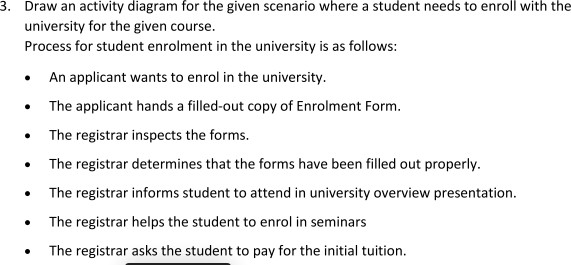 3. Draw an activity diagram for the given scenario where a student needs to enroll with the
university for the given course.
Process for student enrolment in the university is as follows:
• An applicant wants to enrol in the university.
• The applicant hands a filled-out copy of Enrolment Form.
• The registrar inspects the forms.
• The registrar determines that the forms have been filled out properly.
• The registrar informs student to attend in university overview presentation.
• The registrar helps the student to enrol in seminars
• The registrar asks the student to pay for the initial tuition.